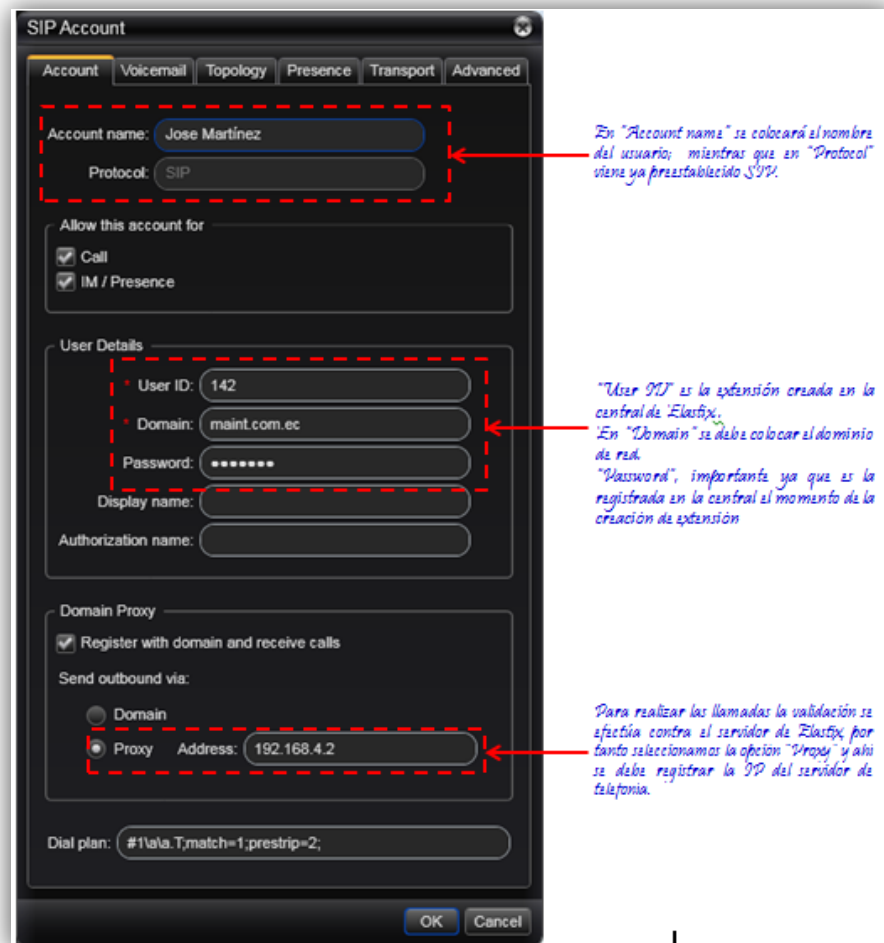 SIP Account
Account Voicemail Topology Presence Transport Advanced
Account name: Jose Martínez
Protocol: SIP
En "Account name" se colocará el nombre
del usuario; mientras que en "Protocol"
viene ya preestablecido SIP.
Allow this account for
Call
IM / Presence
User Details
* User ID: 142
* Domain: maint.com.ec
Password: •••••••
Display name:
Authorization name:
"User ID" es la extensión creada en la
central de Elastix.
En "Domain" se debe colocar el dominio
de red.
"Password", importante ya que es la
registrada en la central el momento de la
creación de extensión
Domain Proxy
Register with domain and receive calls
Send outbound via:
Domain
Proxy Address: 192.168.4.2
Para realizar las llamadas la validación se
efectúa contra el servidor de Elastix, por
tanto seleccionamos la opción "Proxy" y ahí
se debe registrar la IP del servidor de
telefonía.
Dial plan: #1\a\a.T;match=1;prestrip=2;
OK Cancel